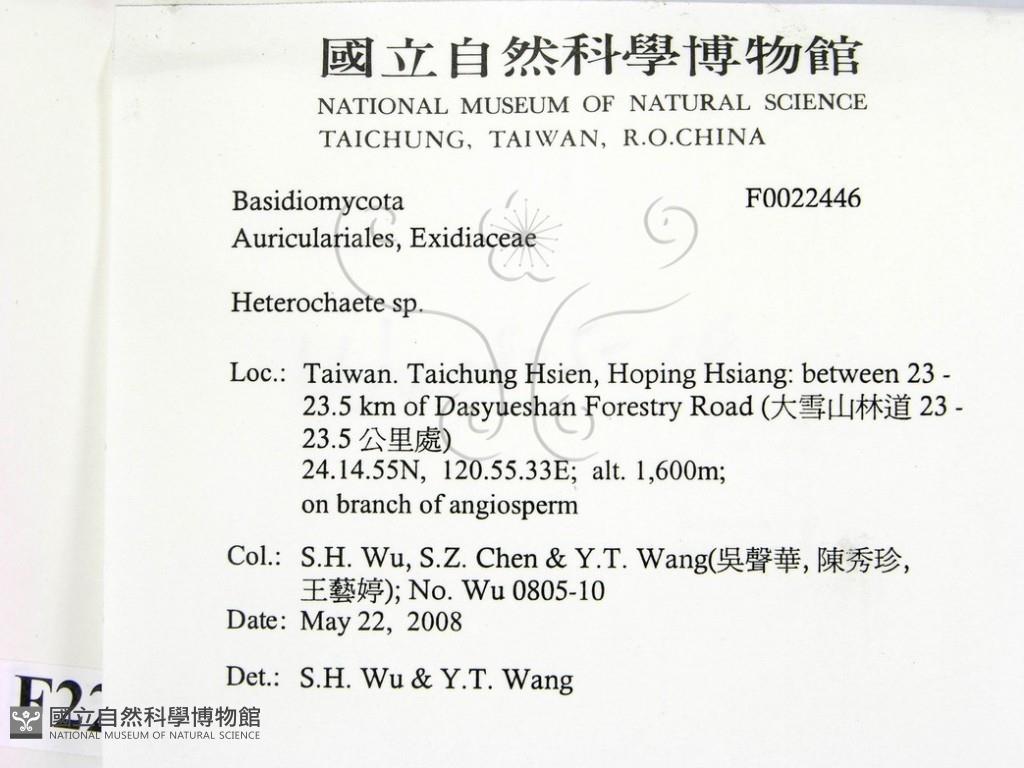 國立自然科學博物館
NATIONAL MUSEUM OF NATURAL SCIENCE
TAICHUNG, TAIWAN, R.O.CHINA
Basidiomycota F0022446
Auriculariales, Exidiaceae
Heterochaete sp.
Loc.: Taiwan. Taichung Hsien, Hoping Hsiang: between 23 -
23.5 km of Dasyueshan Forestry Road (大雪山林道 23 -
23.5 公里處)
24.14.55N, 120.55.33E; alt. 1,600m;
on branch of angiosperm
Col.: S.H. Wu, S.Z. Chen & Y.T. Wang(吳聲華, 陳秀珍,
王藝婷); No. Wu 0805-10
Date: May 22, 2008
Det.: S.H. Wu & Y.T. Wang
F22
國立自然科學博物館
NATIONAL MUSEUM OF NATURAL SCIENCE